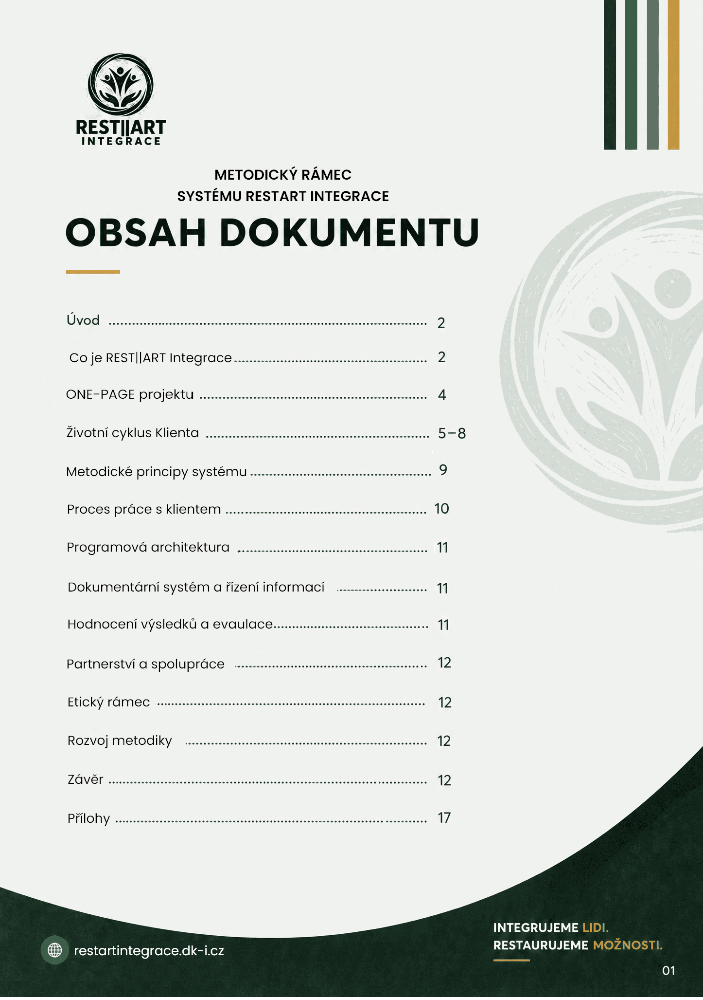 REST||ART
INTEGRACE
METODICKÝ RÁMEC
SYSTÉMU RESTART INTEGRACE
OBSAH DOKUMENTU
Úvod ........ 2
Co je REST||ART Integrace ........ 2
ONE-PAGE projektu ........ 4
Životní cyklus Klienta ........ 5–8
Metodické principy systému ........ 9
Proces práce s klientem ........ 10
Programová architektura ........ 11
Dokumentární systém a řízení informací ........ 11
Hodnocení výsledků a evaulace ........ 11
Partnerství a spolupráce ........ 12
Etický rámec ........ 12
Rozvoj metodiky ........ 12
Závěr ........ 12
Přílohy ........ 17
restartintegrace.dk-i.cz
INTEGRUJEME LIDI.
RESTAURUJEME MOŽNOSTI.
01